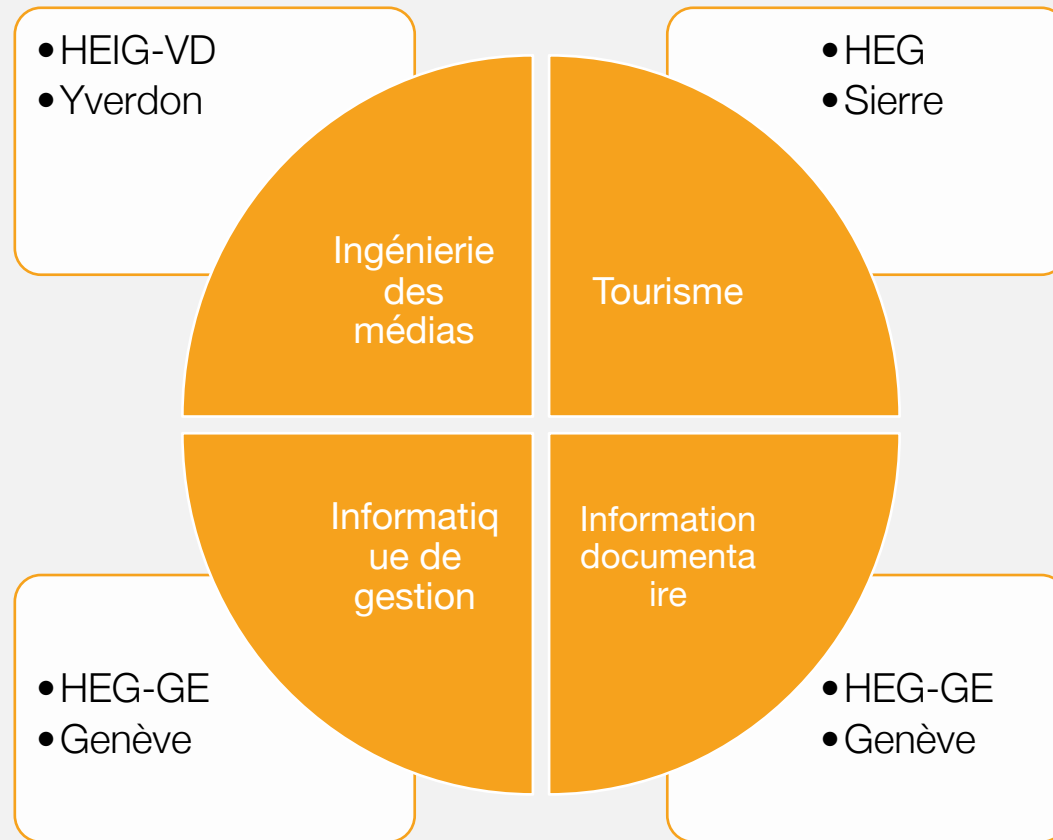 • HEIG-VD
• Yverdon
• HEG
• Sierre
Ingénierie
des
médias
Tourisme
Informatiq
ue de
gestion
Information
documenta
ire
• HEG-GE
• Genève
• HEG-GE
• Genève